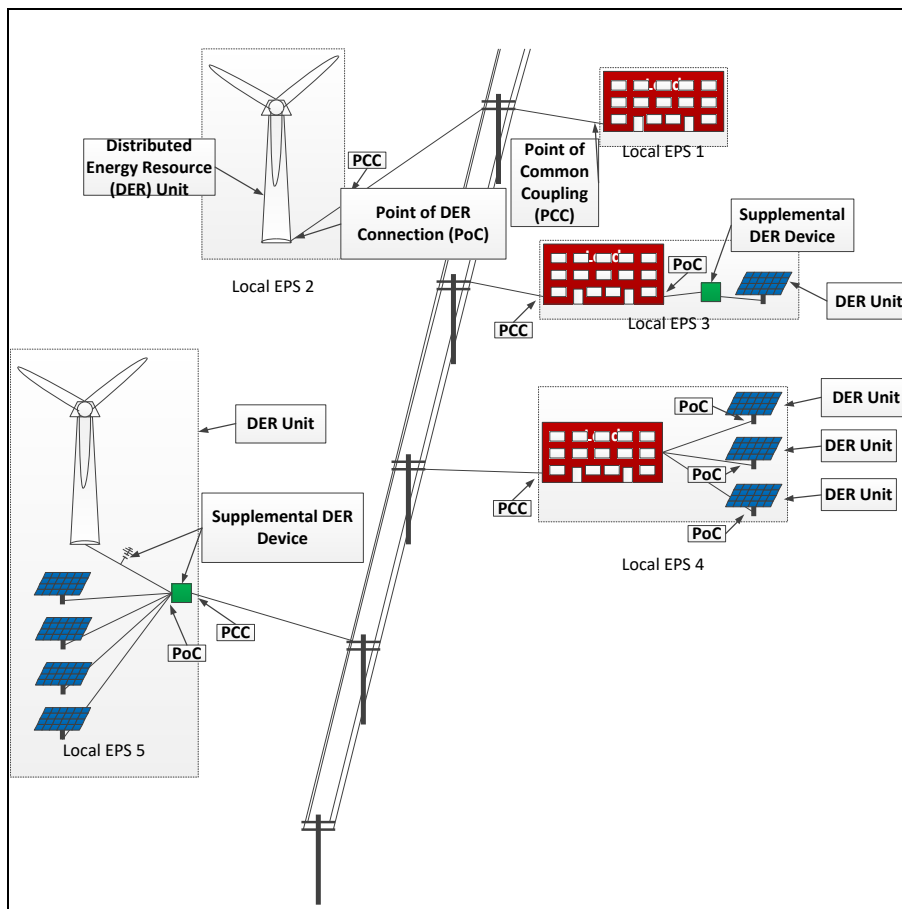 Distributed
Energy Resource
(DER) Unit
PCC
Point of DER
Connection (PoC)
Local EPS 2
Point of
Common
Coupling
(PCC)
Local EPS 1
Supplemental
DER Device
PoC
PCC
DER Unit
Local EPS 3
DER Unit
PoC
DER Unit
PoC
DER Unit
PoC
PCC
Local EPS 4
DER Unit
Supplemental DER
Device
PCC
PoC
Local EPS 5